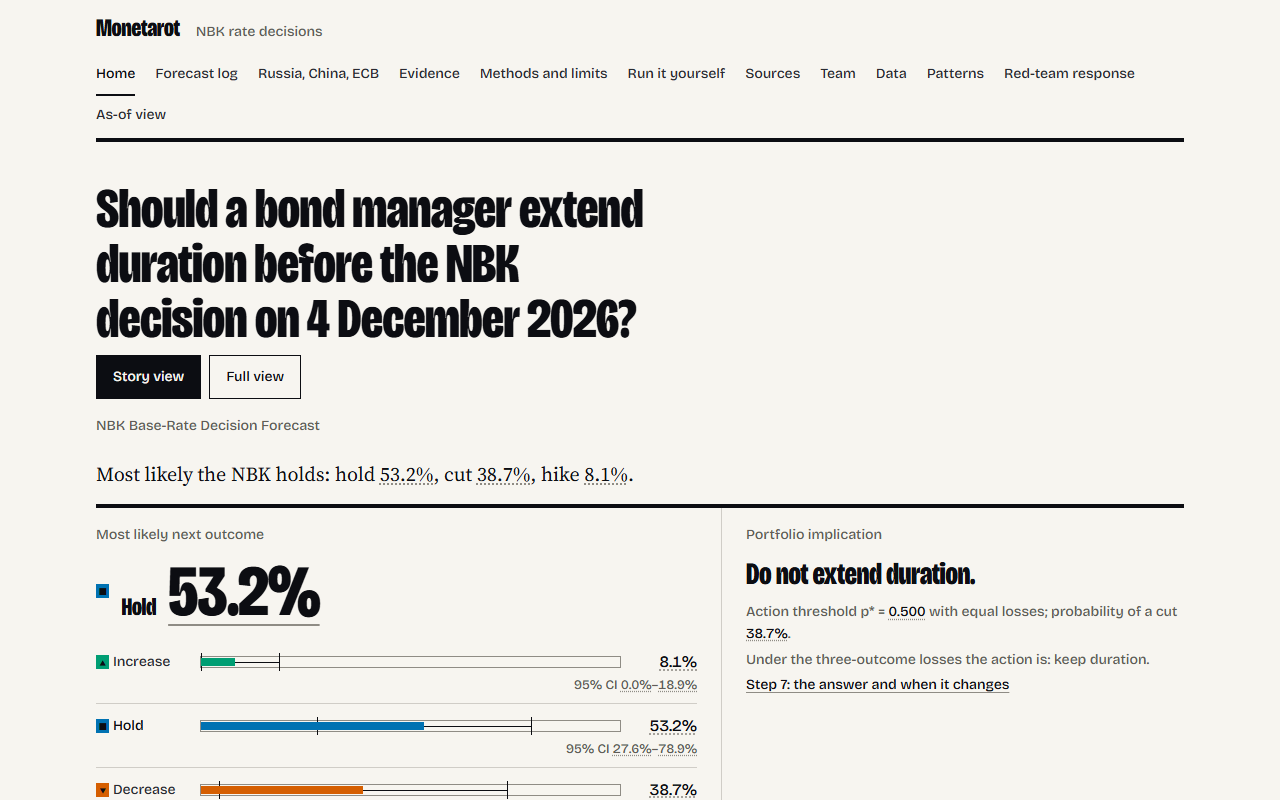 Monetarot NBK rate decisions
Home Forecast log Russia, China, ECB Evidence Methods and limits Run it yourself Sources Team Data Patterns Red-team response
As-of view
Should a bond manager extend
duration before the NBK
decision on 4 December 2026?
Story view Full view
NBK Base-Rate Decision Forecast
Most likely the NBK holds: hold 53.2%, cut 38.7%, hike 8.1%.
Most likely next outcome
Hold 53.2%
▲ Increase 8.1%
95% CI 0.0%–18.9%
■ Hold 53.2%
95% CI 27.6%–78.9%
▼ Decrease 38.7%
Portfolio implication
Do not extend duration.
Action threshold p* = 0.500 with equal losses; probability of a cut
38.7%.
Under the three-outcome losses the action is: keep duration.
Step 7: the answer and when it changes